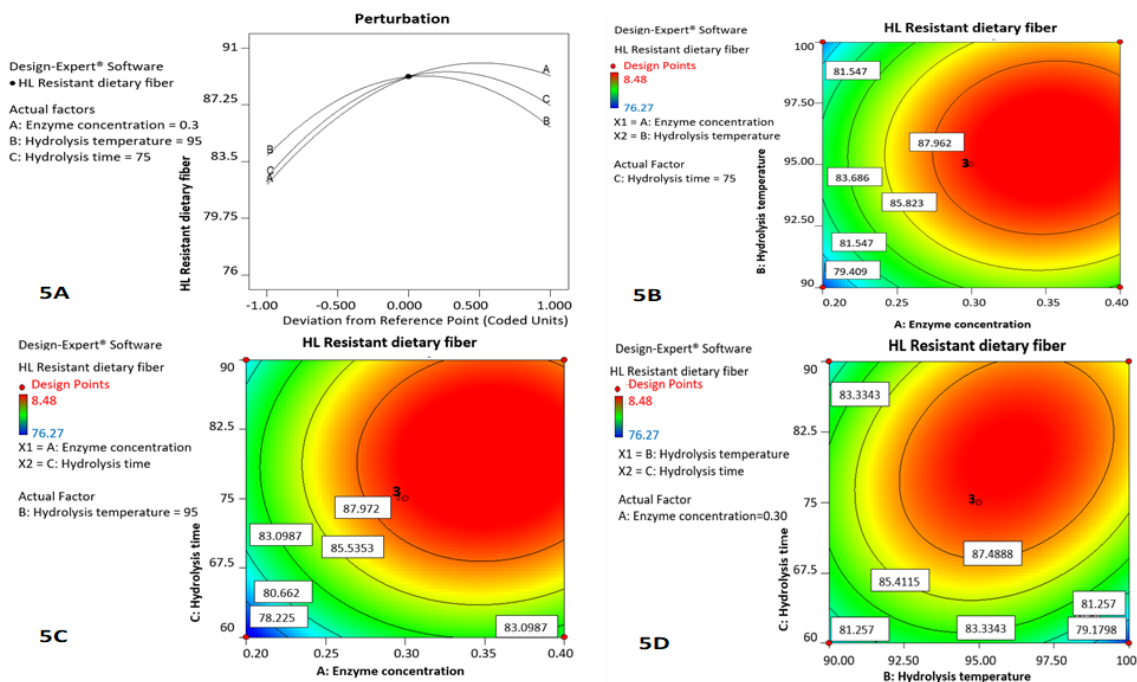 Perturbation
Design-Expert® Software
HL Resistant dietary fiber
Actual factors
A: Enzyme concentration = 0.3
B: Hydrolysis temperature = 95
C: Hydrolysis time = 75
HL Resistant dietary fiber
91
87.25
83.5
79.75
76
A
C
B
B
C
A
-1.00
-0.500
0.000
0.500
1.000
Deviation from Reference Point (Coded Units)
5A
HL Resistant dietary fiber
Design-Expert® Software
HL Resistant dietary fiber
Design Points
8.48
76.27
X1 = A: Enzyme concentration
X2 = B: Hydrolysis temperature
Actual Factor
C: Hydrolysis time = 75
B: Hydrolysis temperature
100
97.50
95.00
92.50
90
81.547
87.962
3
83.686
85.823
81.547
79.409
0.20
0.25
0.30
0.35
0.40
A: Enzyme concentration
5B
HL Resistant dietary fiber
Design-Expert® Software
HL Resistant dietary fiber
Design Points
8.48
76.27
X1 = A: Enzyme concentration
X2 = C: Hydrolysis time
Actual Factor
B: Hydrolysis temperature = 95
C: Hydrolysis time
90
82.5
75
67.5
60
3
87.972
83.0987
85.5353
80.662
78.225
83.0987
0.20
0.25
0.30
0.35
0.40
A: Enzyme concentration
5C
HL Resistant dietary fiber
Design-Expert® Software
HL Resistant dietary fiber
Design Points
8.48
76.27
X1 = B: Hydrolysis temperature
X2 = C: Hydrolysis time
Actual Factor
A: Enzyme concentration=0.30
C: Hydrolysis time
90
82.5
75
67.5
60
83.3343
3
87.4888
85.4115
81.257
81.257
83.3343
79.1798
90.00
92.50
95.00
97.50
100
B: Hydrolysis temperature
5D